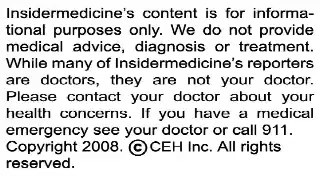 Insidermedicine's content is for informa-
tional purposes only. We do not provide
medical advice, diagnosis or treatment.
While many of Insidermedicine's reporters
are doctors, they are not your doctor.
Please contact your doctor about your
health concerns. If you have a medical
emergency see your doctor or call 911.
Copyright 2008. ©CEH Inc. All rights
reserved.